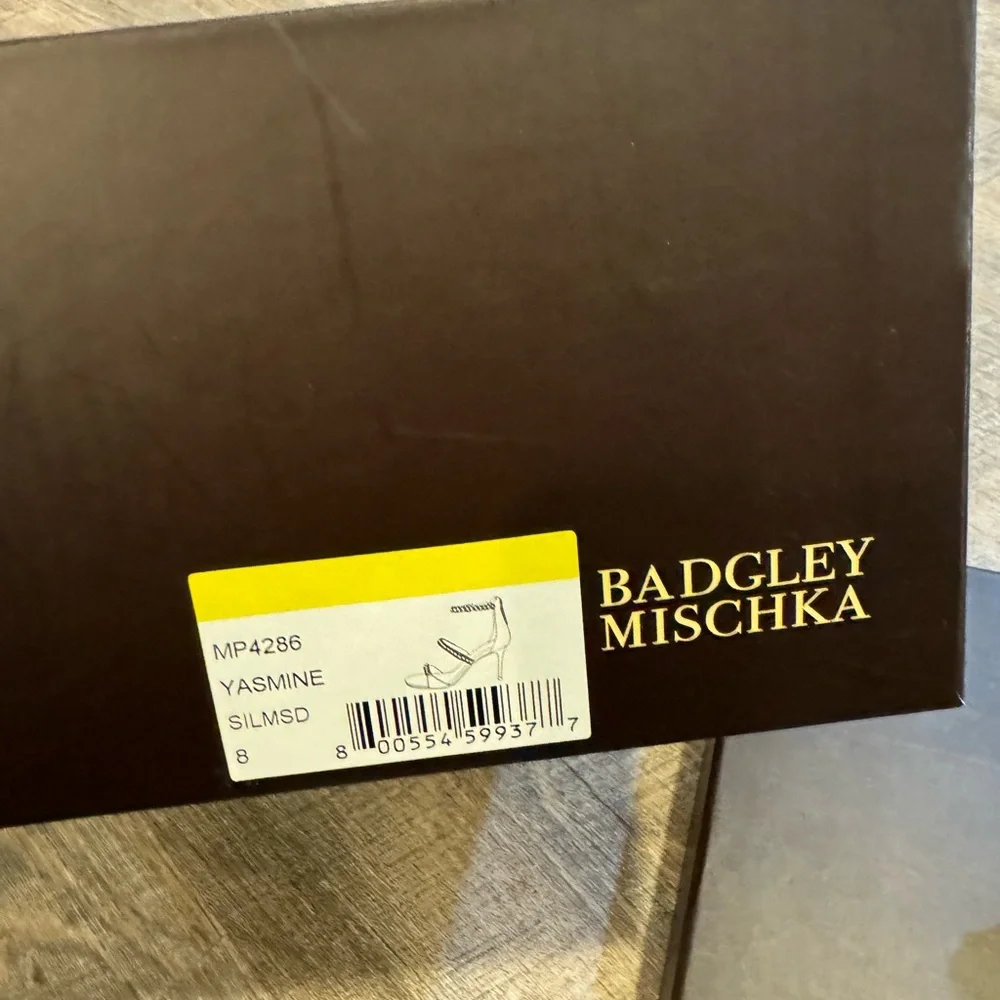 MP4286
YASMINE
SILMSD
8
8 00554 59937 7
BADGLEY
MISCHKA